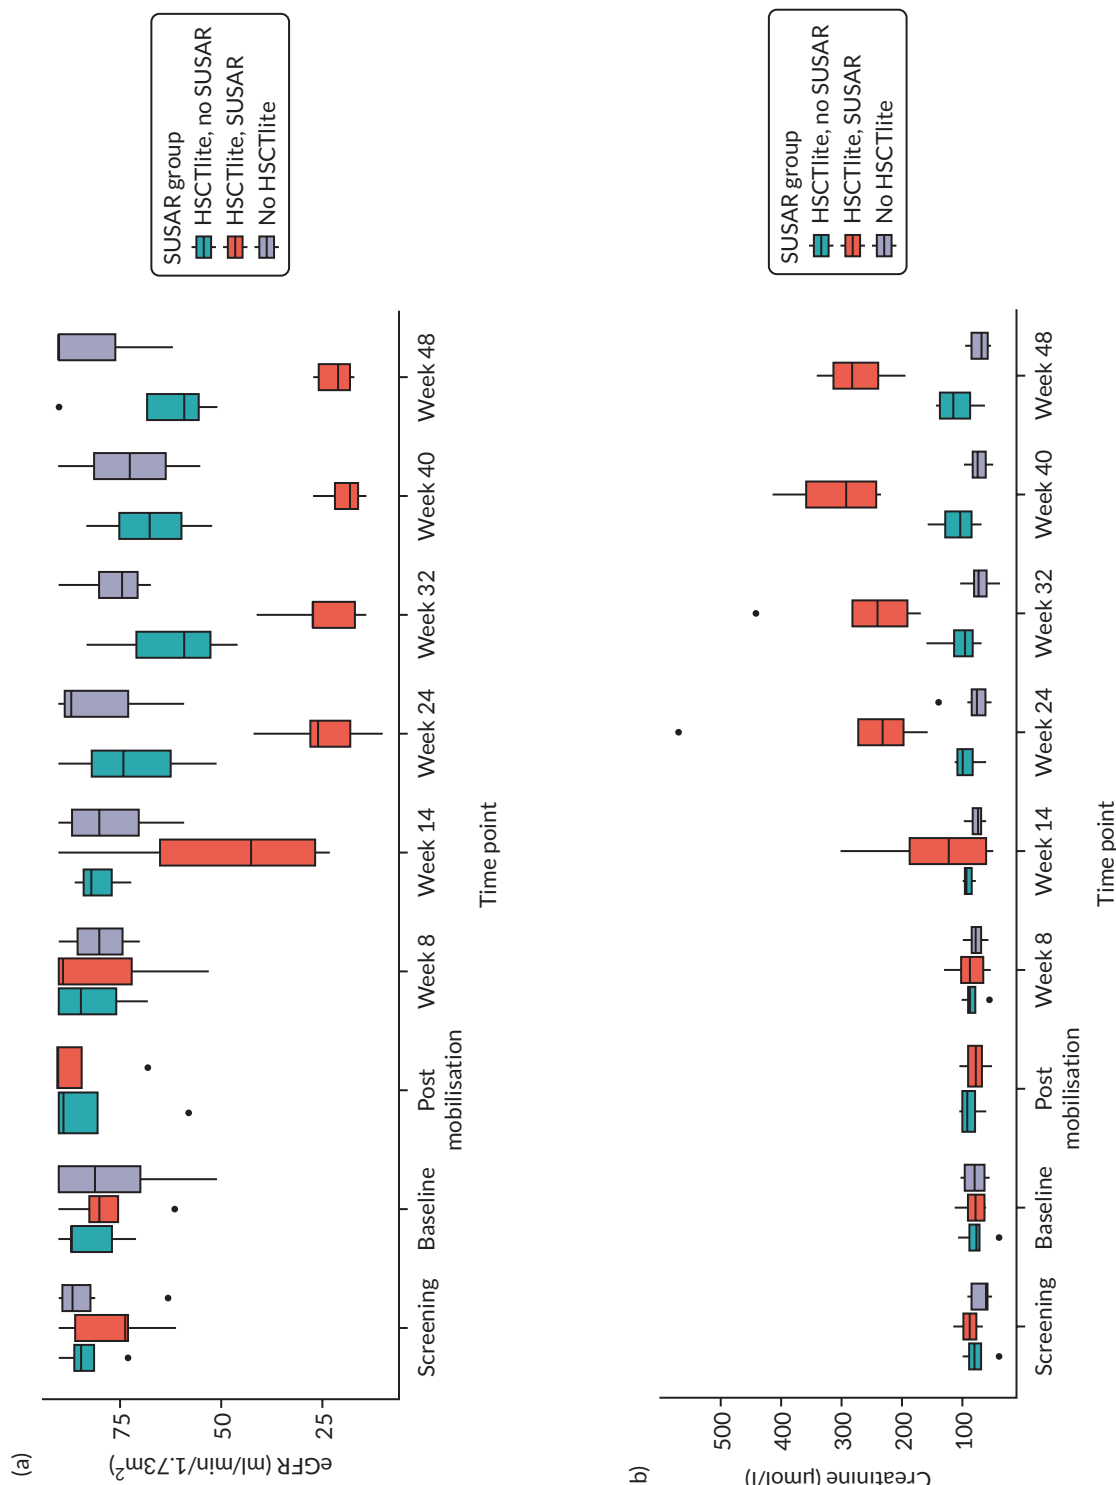 (a)
eGFR (ml/min/1.73m²)
75
50
25
Screening
Baseline
Post
mobilisation
Week 8
Week 14
Week 24
Week 32
Week 40
Week 48
Time point
SUSAR group
HSCTlite, no SUSAR
HSCTlite, SUSAR
No HSCTlite
b)
Creatinine (µmol/l)
500
400
300
200
100
Screening
Baseline
Post
mobilisation
Week 8
Week 14
Week 24
Week 32
Week 40
Week 48
Time point
SUSAR group
HSCTlite, no SUSAR
HSCTlite, SUSAR
No HSCTlite